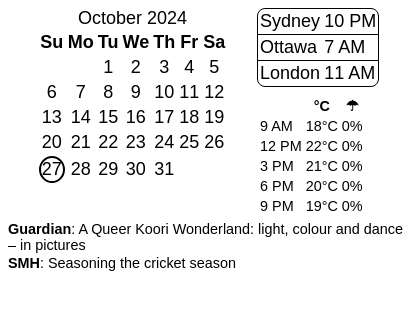 October 2024
Su Mo Tu We Th Fr Sa
1 2 3 4 5
6 7 8 9 10 11 12
13 14 15 16 17 18 19
20 21 22 23 24 25 26
27 28 29 30 31
Sydney 10 PM
Ottawa 7 AM
London 11 AM
°C ☂
9 AM 18°C 0%
12 PM 22°C 0%
3 PM 21°C 0%
6 PM 20°C 0%
9 PM 19°C 0%
Guardian: A Queer Koori Wonderland: light, colour and dance
– in pictures
SMH: Seasoning the cricket season